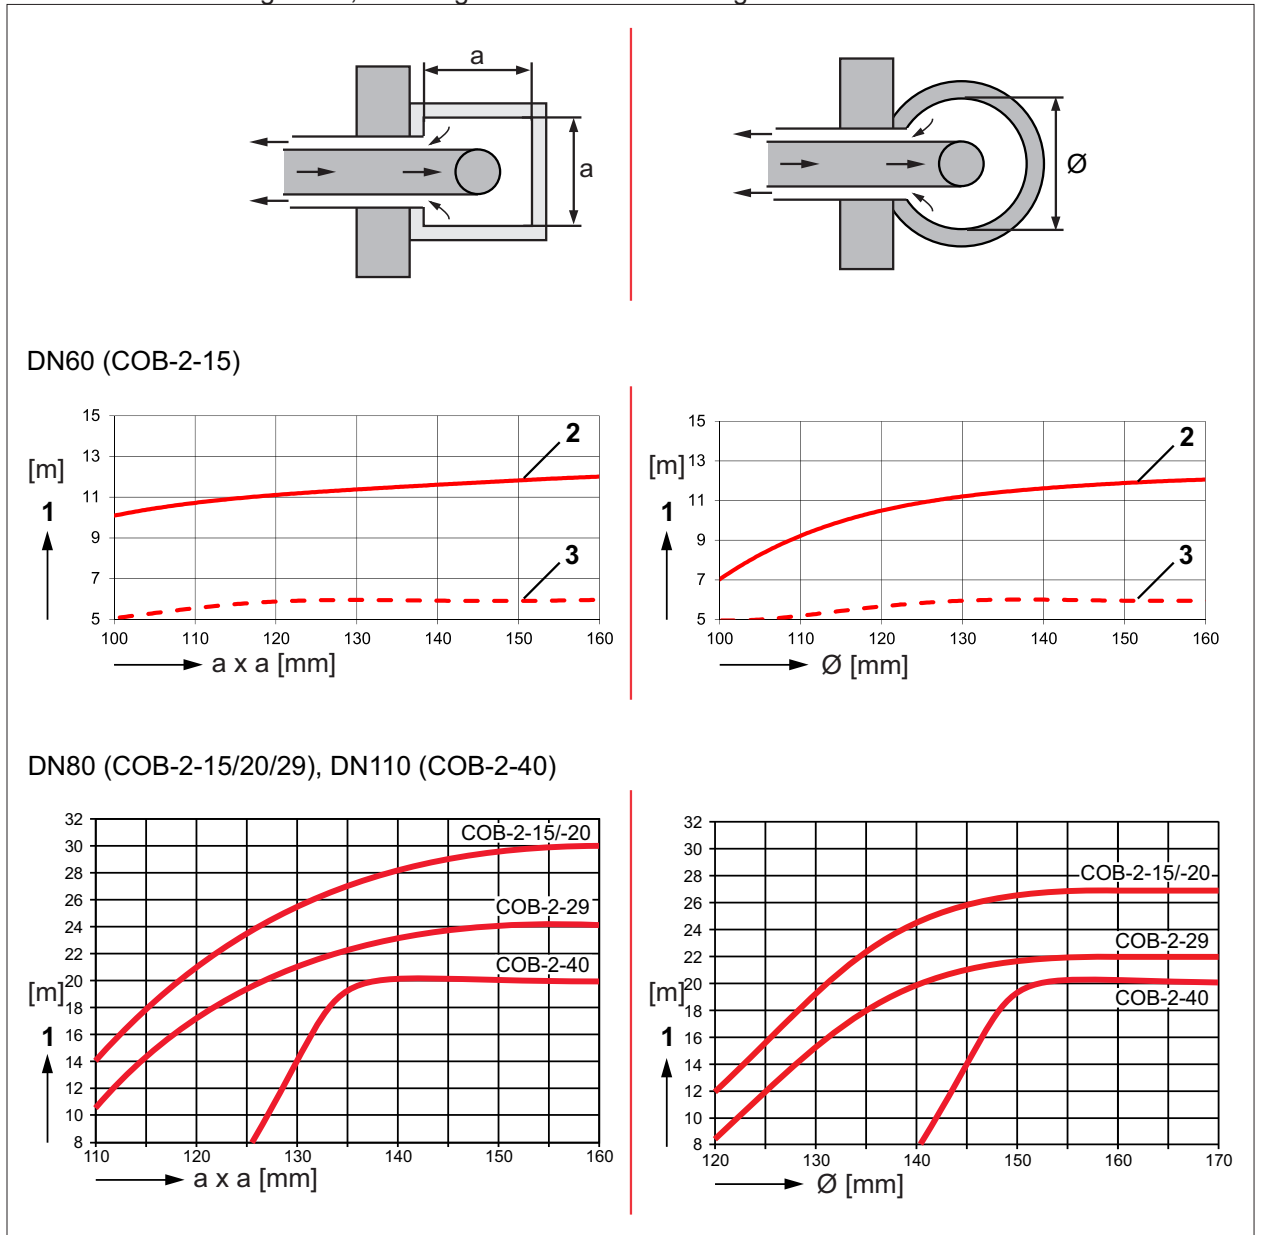 a
a
Ø
DN60 (COB-2-15)
15
13
11
9
7
5
[m]
1
2
3
100 110 120 130 140 150 160
a x a [mm]
15
13
11
9
7
5
[m]
1
2
3
100 110 120 130 140 150 160
Ø [mm]
DN80 (COB-2-15/20/29), DN110 (COB-2-40)
32
30
28
26
24
22
20
18
16
14
12
10
8
[m]
1
COB-2-15/-20
COB-2-29
COB-2-40
110 120 130 140 150 160
a x a [mm]
32
30
28
26
24
22
20
18
16
14
12
10
8
[m]
1
COB-2-15/-20
COB-2-29
COB-2-40
120 130 140 150 160 170
Ø [mm]